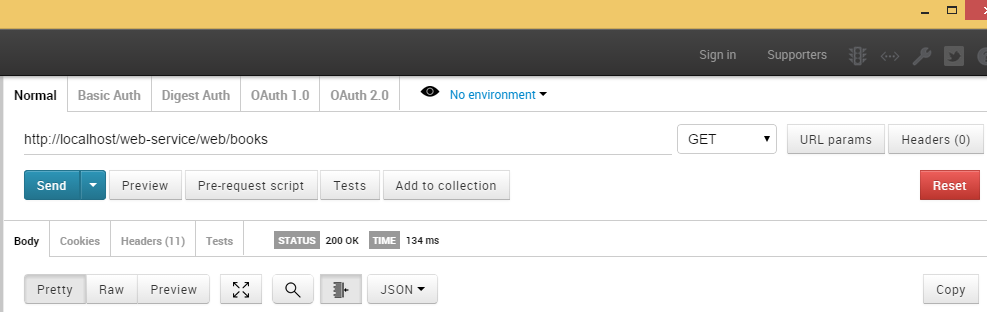 Sign in Supporters
Normal Basic Auth Digest Auth OAuth 1.0 OAuth 2.0 No environment
http://localhost/web-service/web/books GET URL params Headers (0)
Send Preview Pre-request script Tests Add to collection Reset
Body Cookies Headers (11) Tests STATUS 200 OK TIME 134 ms
Pretty Raw Preview JSON Copy